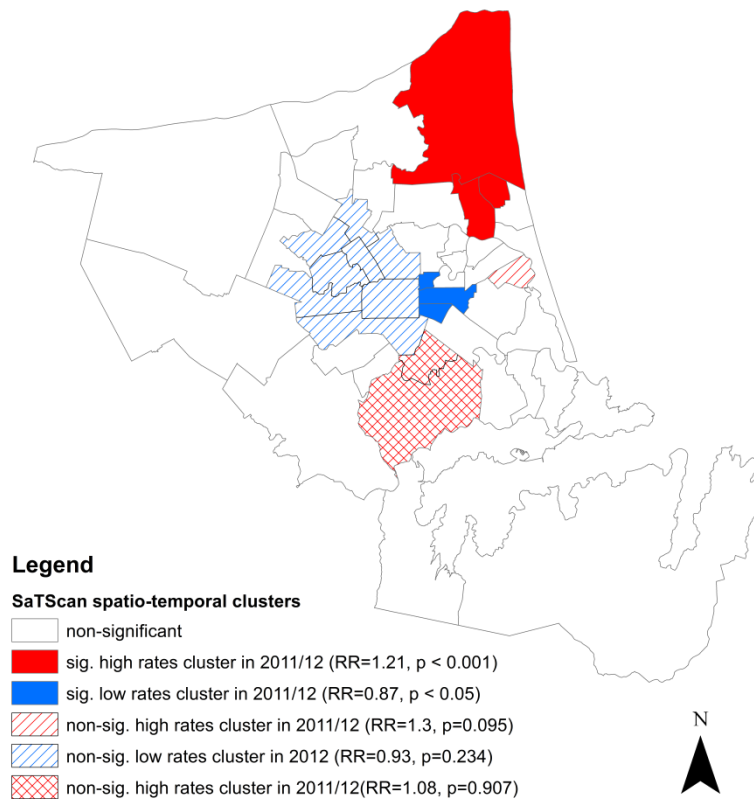 Legend
SaTScan spatio-temporal clusters
non-significant
sig. high rates cluster in 2011/12 (RR=1.21, p < 0.001)
sig. low rates cluster in 2011/12 (RR=0.87, p < 0.05)
non-sig. high rates cluster in 2011/12 (RR=1.3, p=0.095)
non-sig. low rates cluster in 2012 (RR=0.93, p=0.234)
non-sig. high rates cluster in 2011/12(RR=1.08, p=0.907)
N